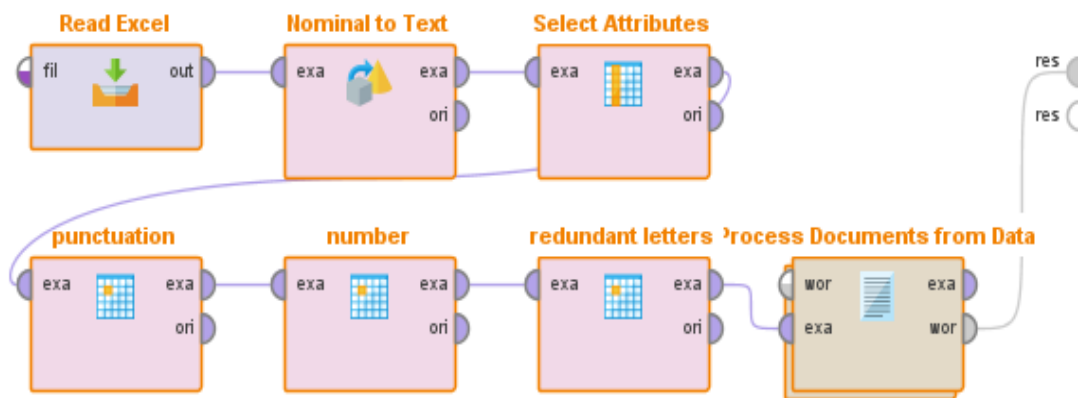 Read Excel
Nominal to Text
Select Attributes
fil
out
exa
exa
ori
exa
exa
ori
res
res
punctuation
number
redundant letters
Process Documents from Data
exa
exa
ori
exa
exa
ori
exa
exa
ori
wor
exa
exa
wor